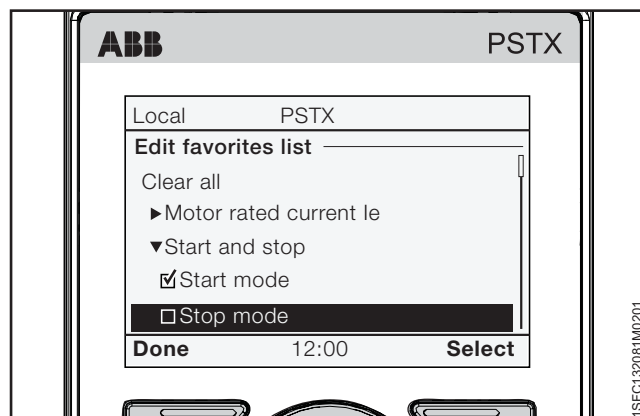 ABB PSTX
Local PSTX
Edit favorites list
Clear all
▶Motor rated current Ie
▼Start and stop
☑Start mode
☐Stop mode
Done 12:00 Select
1SFC132081M0201